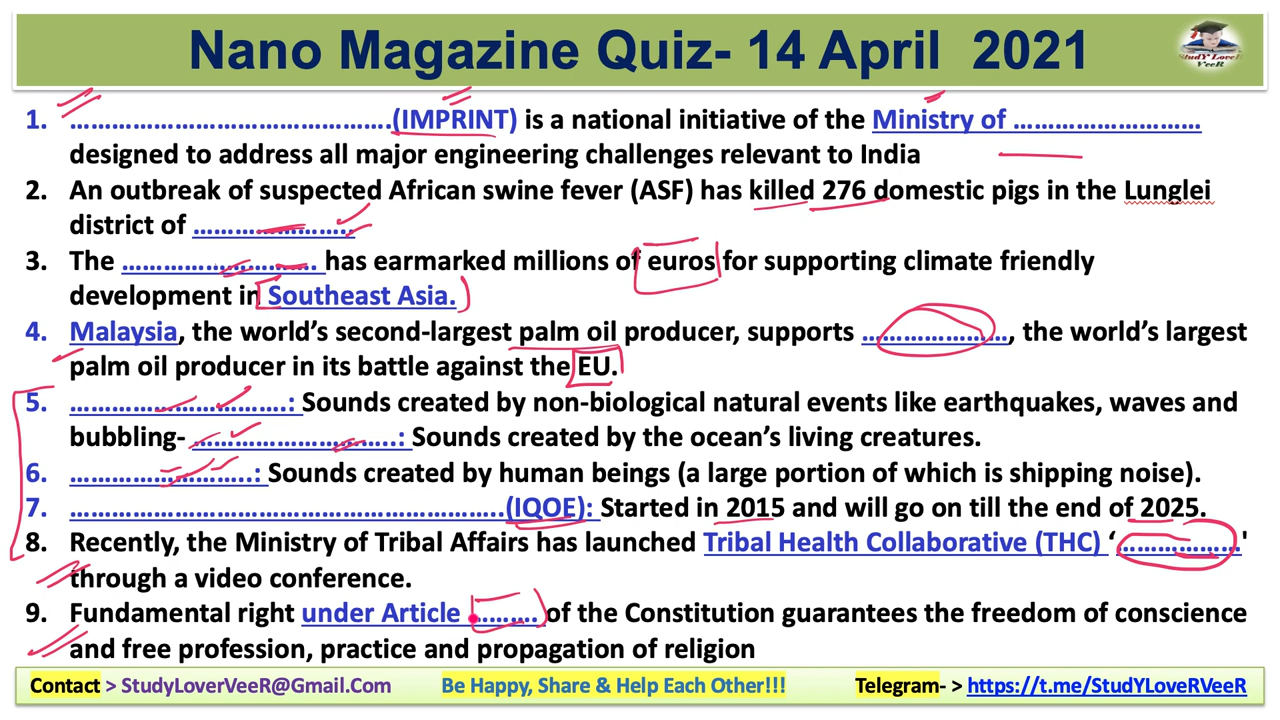 Nano Magazine Quiz- 14 April 2021
StudY LoveR
VeeR
1. ……………………………………….(IMPRINT) is a national initiative of the Ministry of ………………………
designed to address all major engineering challenges relevant to India
2. An outbreak of suspected African swine fever (ASF) has killed 276 domestic pigs in the Lunglei
district of …………………..
3. The ………………………. has earmarked millions of euros for supporting climate friendly
development in Southeast Asia.
4. Malaysia, the world’s second-largest palm oil producer, supports …………………, the world’s largest
palm oil producer in its battle against the EU.
5. ………………………….: Sounds created by non-biological natural events like earthquakes, waves and
bubbling- ………………………..: Sounds created by the ocean’s living creatures.
6. ……………………..: Sounds created by human beings (a large portion of which is shipping noise).
7. ……………………………………………………..(IQOE): Started in 2015 and will go on till the end of 2025.
8. Recently, the Ministry of Tribal Affairs has launched Tribal Health Collaborative (THC) ‘………………'
through a video conference.
9. Fundamental right under Article ………. of the Constitution guarantees the freedom of conscience
and free profession, practice and propagation of religion
Contact > StudyLoverVeeR@Gmail.Com Be Happy, Share & Help Each Other!!! Telegram- > https://t.me/StudYLoveRVeeR